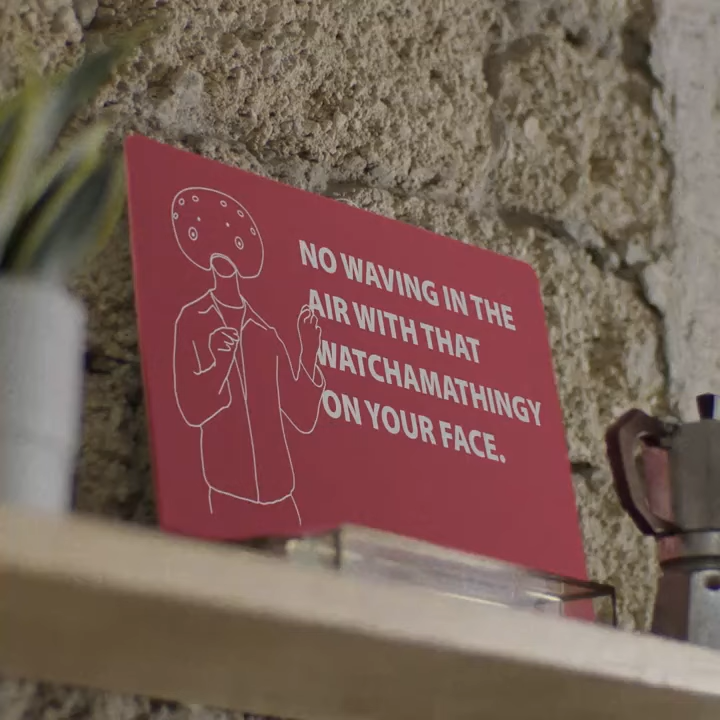 NO WAVING IN THE
AIR WITH THAT
WATCHAMATHINGY
ON YOUR FACE.